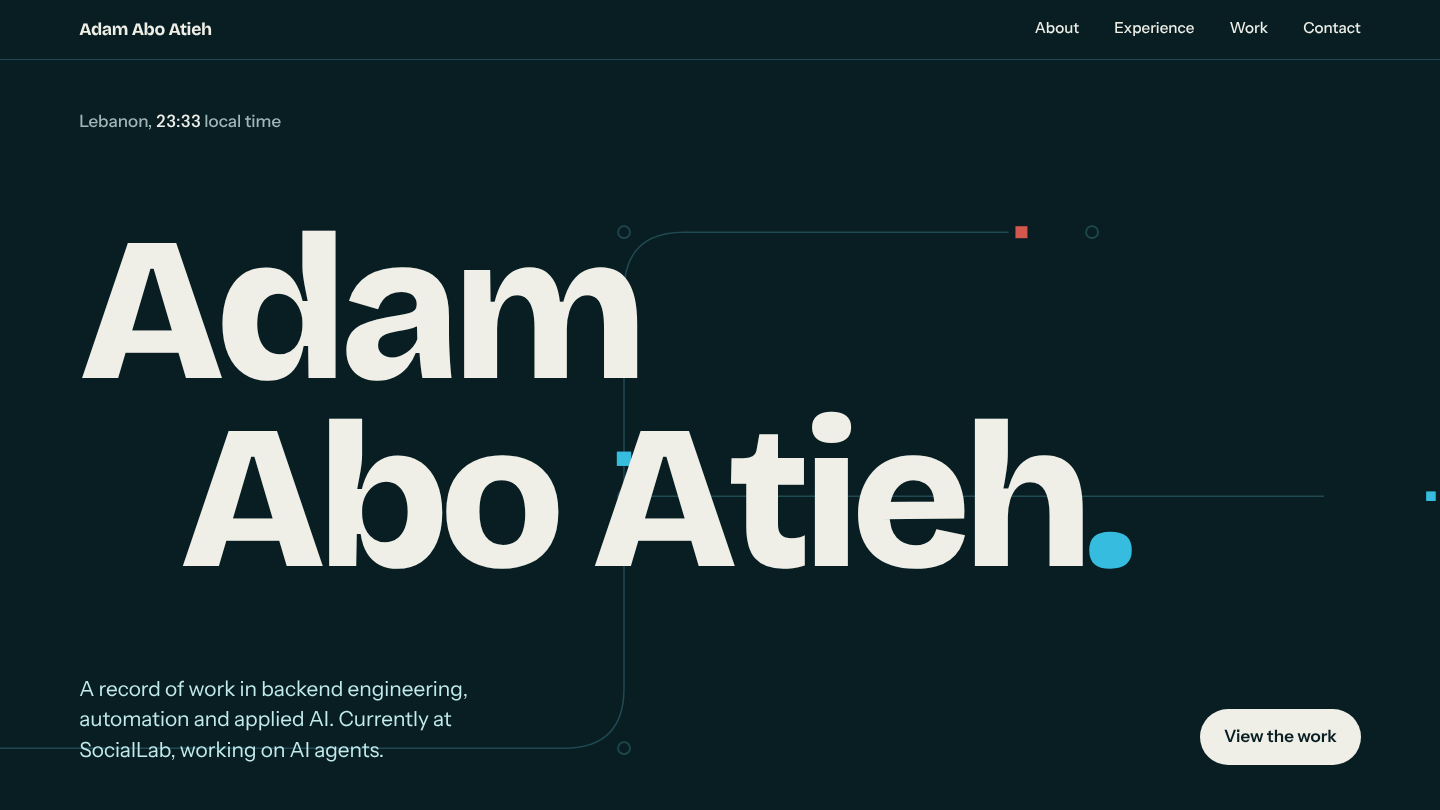 Adam Abo Atieh
About
Experience
Work
Contact
Lebanon, 23:33 local time
Adam
Abo Atieh.
A record of work in backend engineering,
automation and applied AI. Currently at
SocialLab, working on AI agents.
View the work